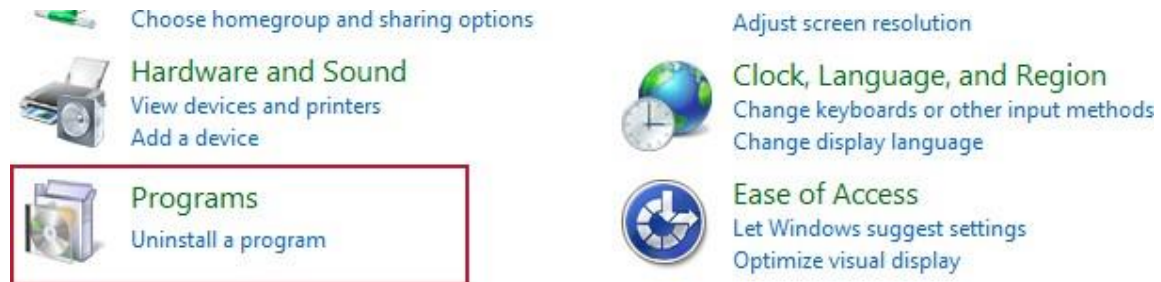 Choose homegroup and sharing options
Hardware and Sound
View devices and printers
Add a device
Programs
Uninstall a program
Adjust screen resolution
Clock, Language, and Region
Change keyboards or other input methods
Change display language
Ease of Access
Let Windows suggest settings
Optimize visual display